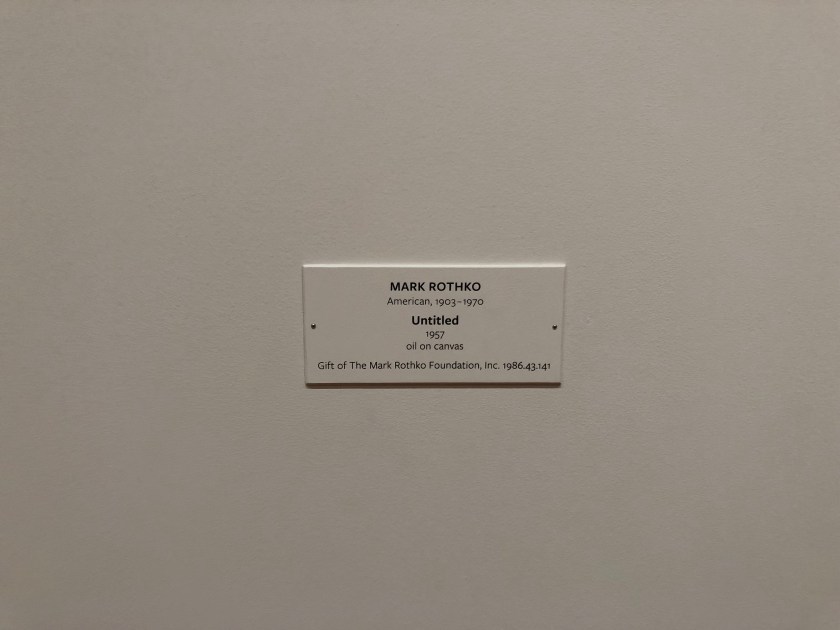 MARK ROTHKO
American, 1903–1970
Untitled
1957
oil on canvas
Gift of The Mark Rothko Foundation, Inc. 1986.43.141